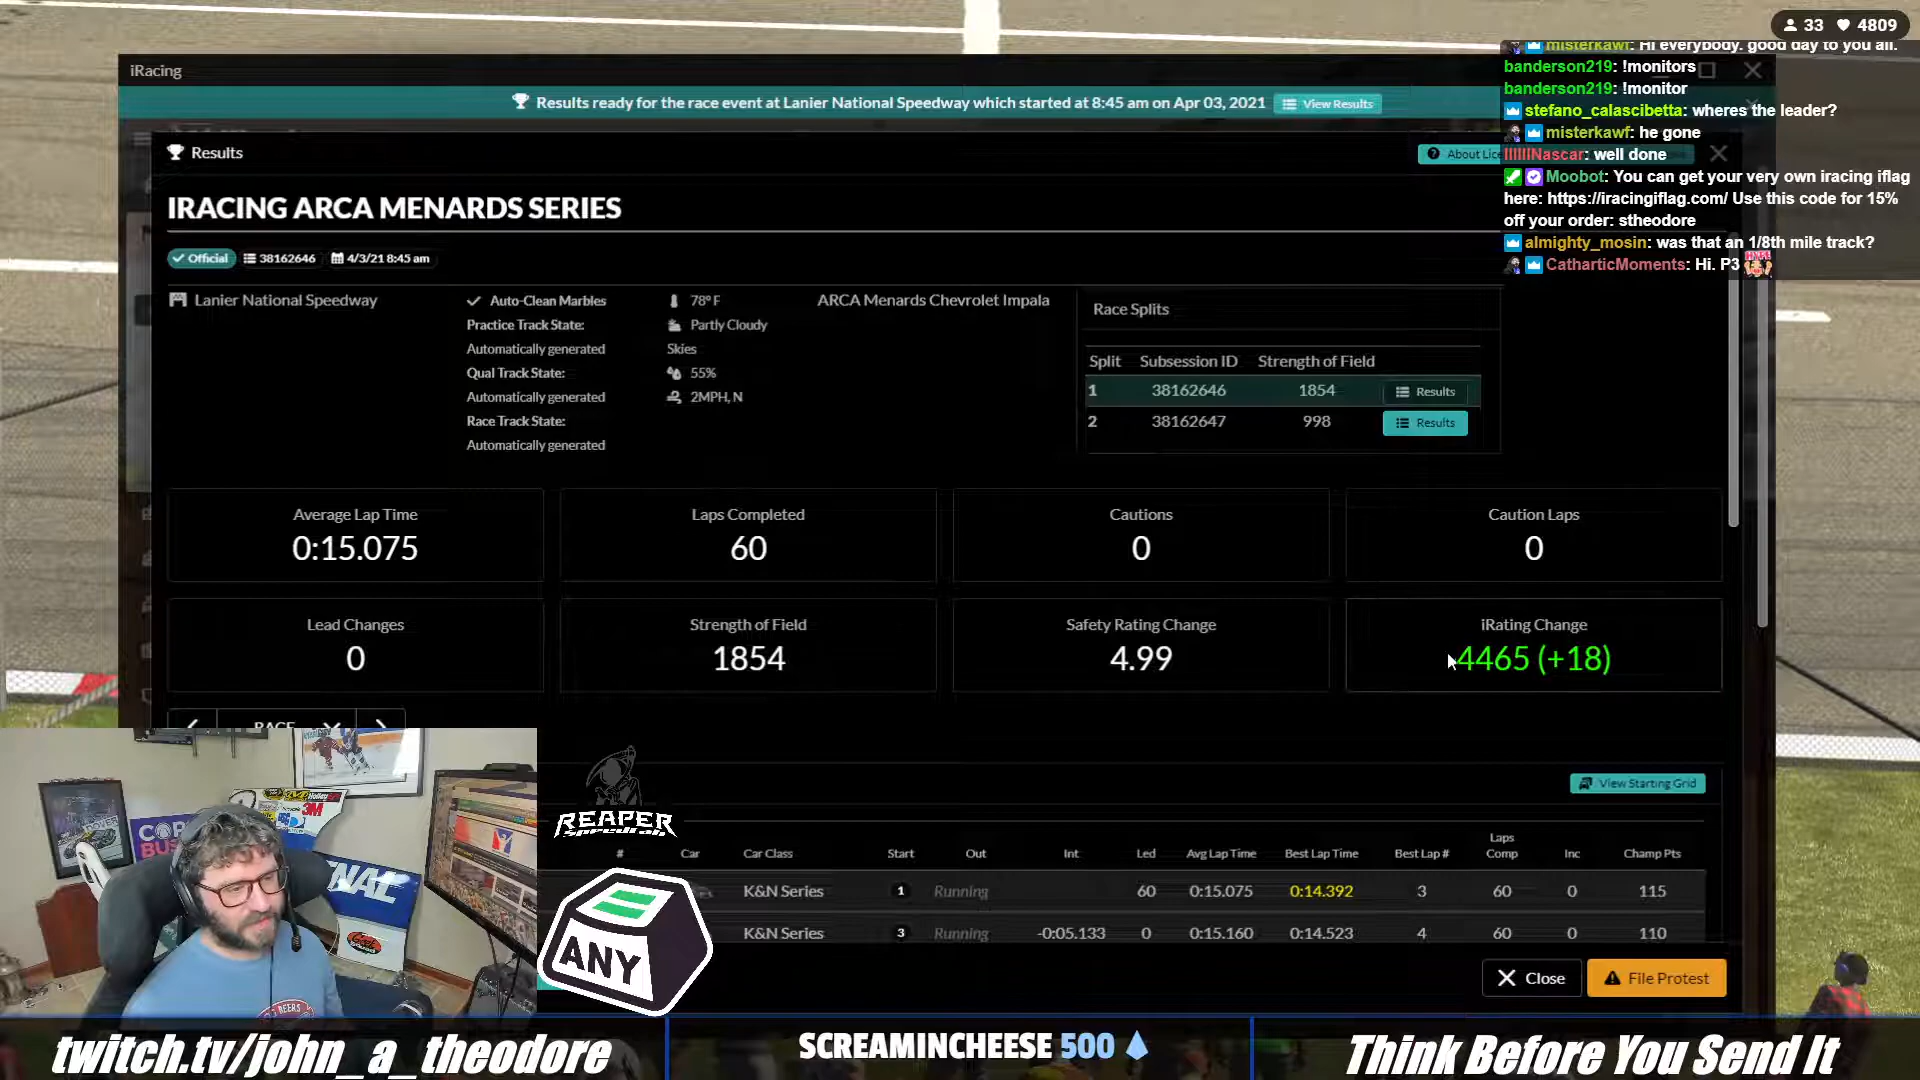 33 4809
misterkawf: Hi everybody. good day to you all.
banderson219: !monitors
banderson219: !monitor
stefano_calascibetta: wheres the leader?
misterkawf: he gone
llllllNascar: well done
Moobot: You can get your very own iracing iflag
here: https://iracingiflag.com/ Use this code for 15%
off your order: stheodore
almighty_mosin: was that an 1/8th mile track?
CatharticMoments: Hi. P3
iRacing
Results ready for the race event at Lanier National Speedway which started at 8:45 am on Apr 03, 2021 View Results
Results
About Lic
IRACING ARCA MENARDS SERIES
Official 38162646 4/3/21 8:45 am
Lanier National Speedway
Auto-Clean Marbles
Practice Track State:
Automatically generated
Qual Track State:
Automatically generated
Race Track State:
Automatically generated
78° F
Partly Cloudy
Skies
55%
2MPH, N
ARCA Menards Chevrolet Impala
Race Splits
Split Subsession ID Strength of Field
1 38162646 1854 Results
2 38162647 998 Results
Average Lap Time Laps Completed Cautions Caution Laps
0:15.075 60 0 0
Lead Changes Strength of Field Safety Rating Change iRating Change
0 1854 4.99 4465 (+18)
RACE
View Starting Grid
# Car Car Class Start Out Int Led Avg Lap Time Best Lap Time Best Lap # Laps Comp Inc Champ Pts
K&N Series 1 Running 60 0:15.075 0:14.392 3 60 0 115
K&N Series 3 Running -0:05.133 0 0:15.160 0:14.523 4 60 0 110
Close File Protest
REAPER
ANY
3M
BEERS
twitch.tv/john_a_theodore
SCREAMINCHEESE 500
Think Before You Send It